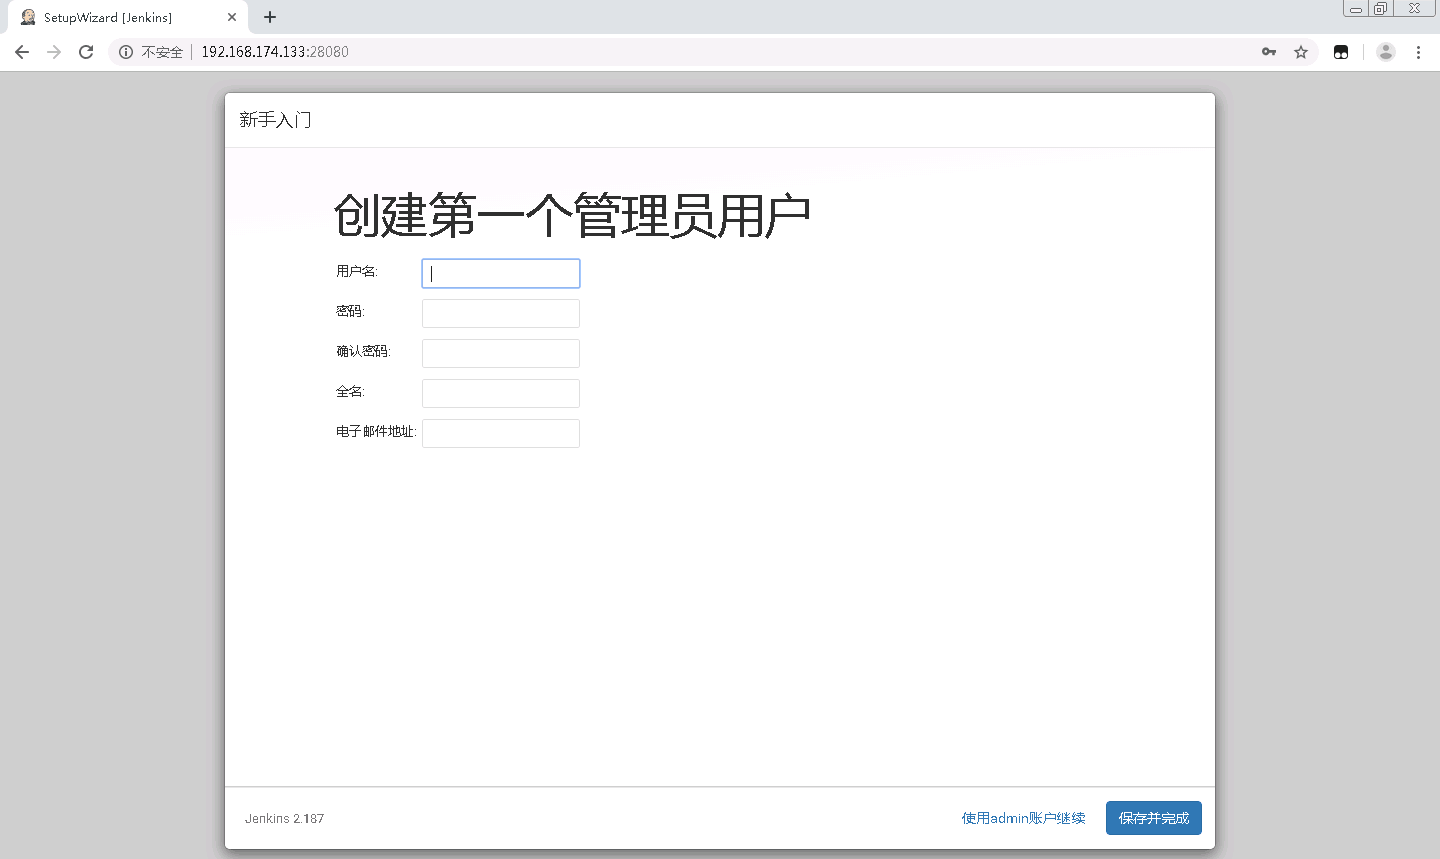 SetupWizard [Jenkins]
不安全 192.168.174.133:28080
新手入门
创建第一个管理员用户
用户名:
密码:
确认密码:
全名:
电子邮件地址:
Jenkins 2.187
使用admin账户继续
保存并完成